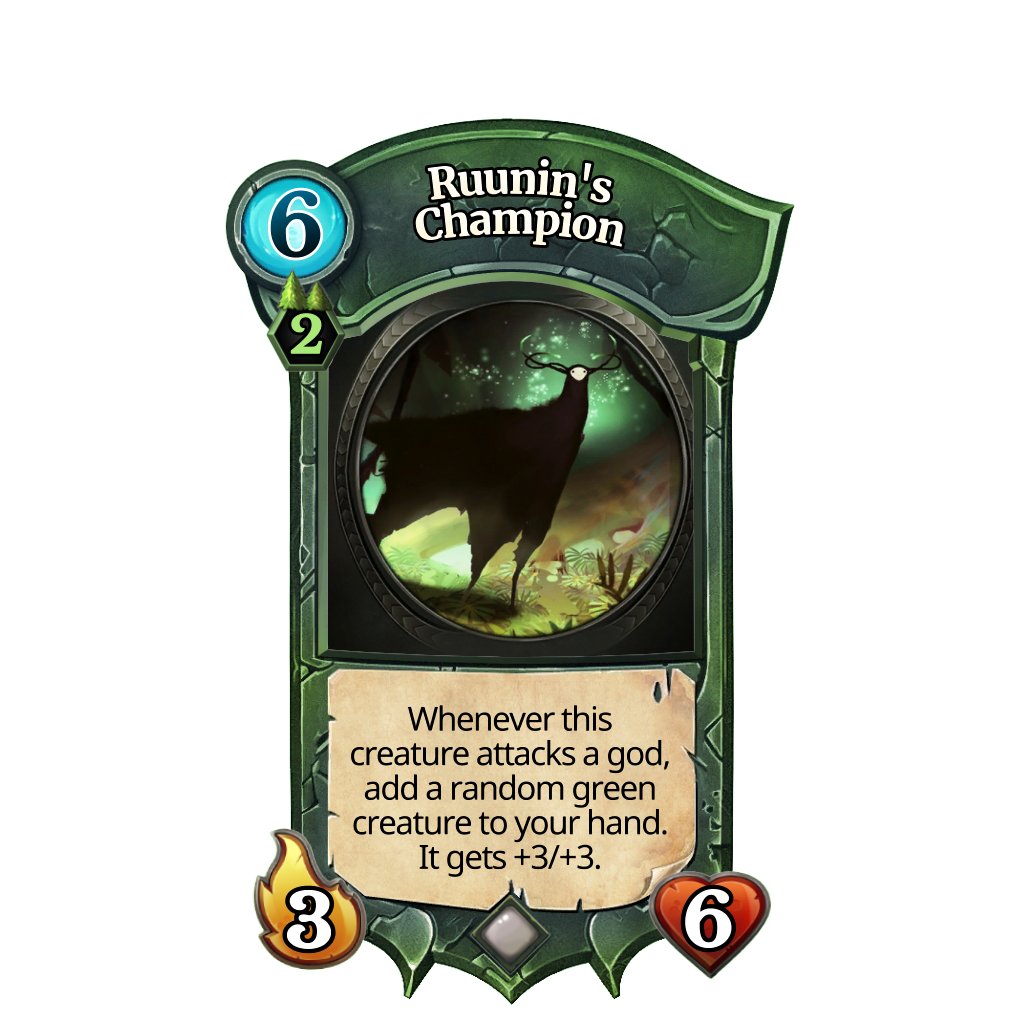 Ruunin's
Champion
6
2
Whenever this
creature attacks a god,
add a random green
creature to your hand.
It gets +3/+3.
3
6